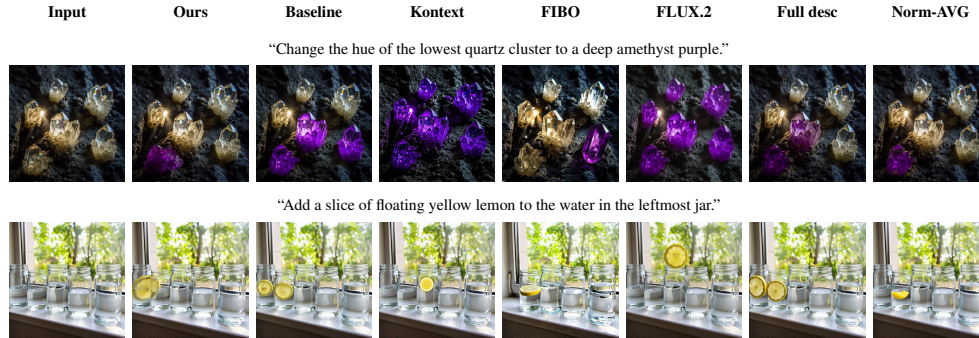 Input Ours Baseline Kontext FIBO FLUX.2 Full desc Norm-AVG
“Change the hue of the lowest quartz cluster to a deep amethyst purple.”
“Add a slice of floating yellow lemon to the water in the leftmost jar.”